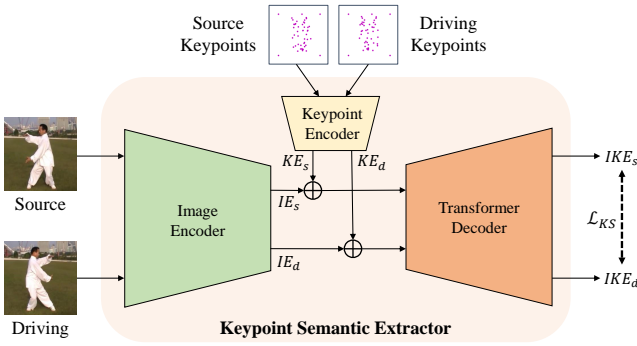 Source
Keypoints
Driving
Keypoints
Keypoint
Encoder
KE_s
KE_d
IKE_s
Source
IE_s
Image
Encoder
Transformer
Decoder
ℒ_KS
IE_d
IKE_d
Driving
Keypoint Semantic Extractor